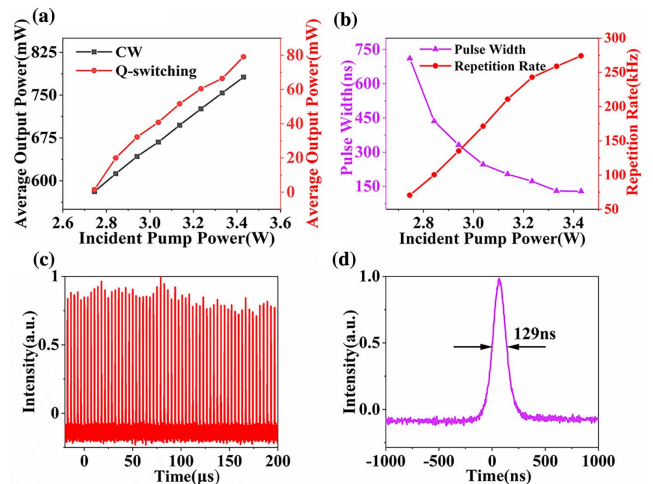 (a)
Average Output Power(mW)
825
750
675
600
CW
Q-switching
80
60
40
20
0
Average Output Power(mW)
2.6 2.8 3.0 3.2 3.4 3.6
Incident Pump Power(W)
(b)
Pulse Width(ns)
750
600
450
300
150
Pulse Width
Repetition Rate
300
250
200
150
100
50
Repetition Rate(kHz)
2.8 3.0 3.2 3.4
Incident Pump Power(W)
(c)
Intensity(a.u.)
1.0
0.5
0
0 50 100 150 200
Time(μs)
(d)
Intensity(a.u.)
1.0
0.5
0.0
129ns
-1000 -500 0 500 1000
Time(ns)